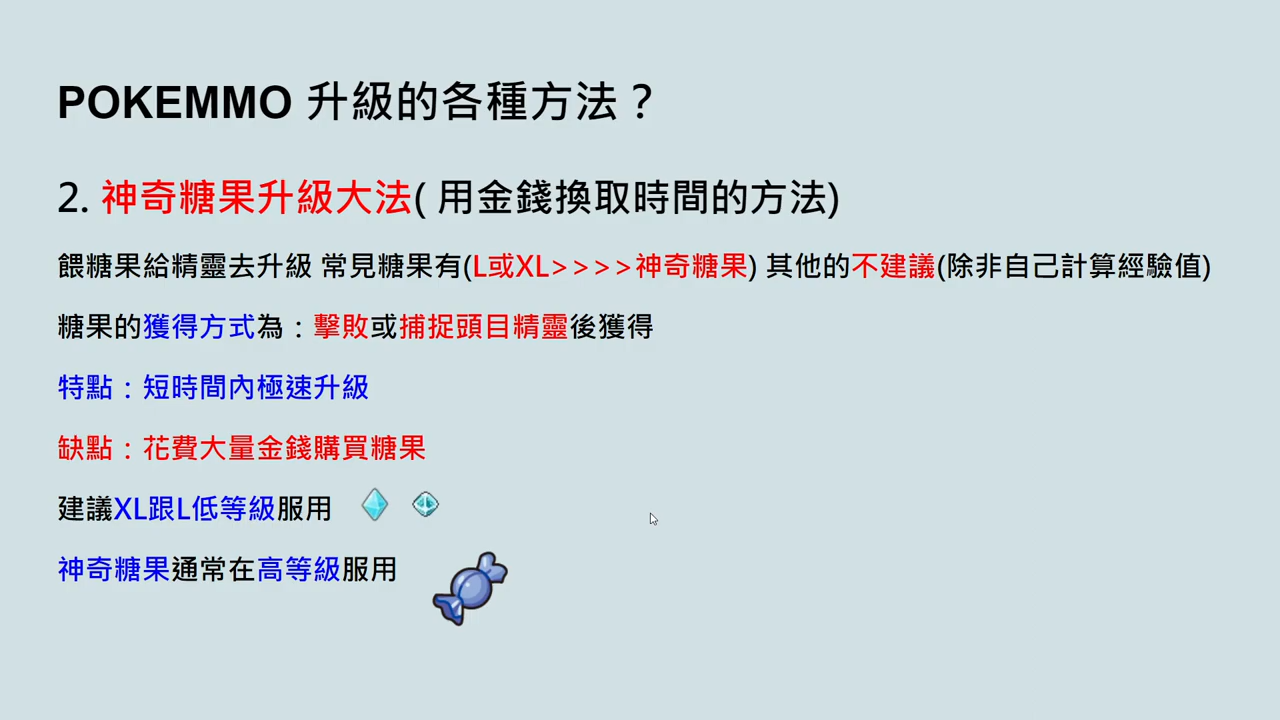 POKEMMO 升級的各種方法？
2. 神奇糖果升級大法( 用金錢換取時間的方法)
餵糖果給精靈去升級 常見糖果有(L或XL>>>>神奇糖果) 其他的不建議(除非自己計算經驗值)
糖果的獲得方式為：擊敗或捕捉頭目精靈後獲得
特點：短時間內極速升級
缺點：花費大量金錢購買糖果
建議XL跟L低等級服用
神奇糖果通常在高等級服用